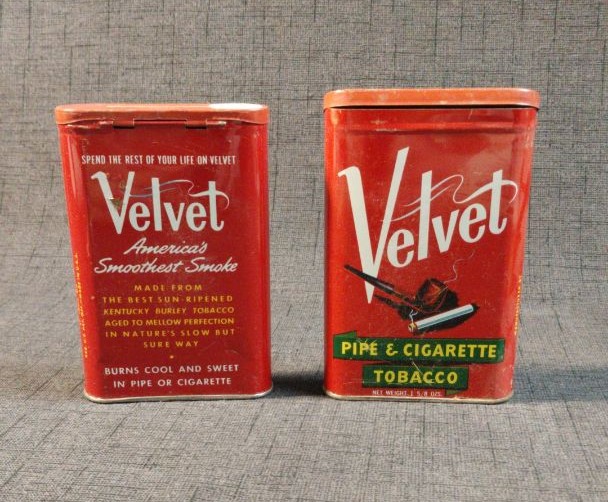 SPEND THE REST OF YOUR LIFE ON VELVET
Velvet
America's
Smoothest Smoke
MADE FROM
THE BEST SUN-RIPENED
KENTUCKY BURLEY TOBACCO
AGED TO MELLOW PERFECTION
IN NATURE'S SLOW BUT
SURE WAY
BURNS COOL AND SWEET
IN PIPE OR CIGARETTE
Velvet
PIPE & CIGARETTE
TOBACCO
NET WEIGHT 1 5/8 OZS.